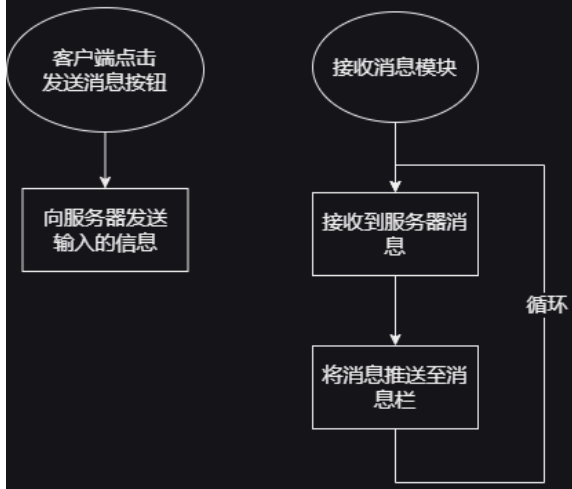 客户端点击
发送消息按钮
向服务器发送
输入的信息
接收消息模块
接收到服务器消
息
将消息推送至消
息栏
循环